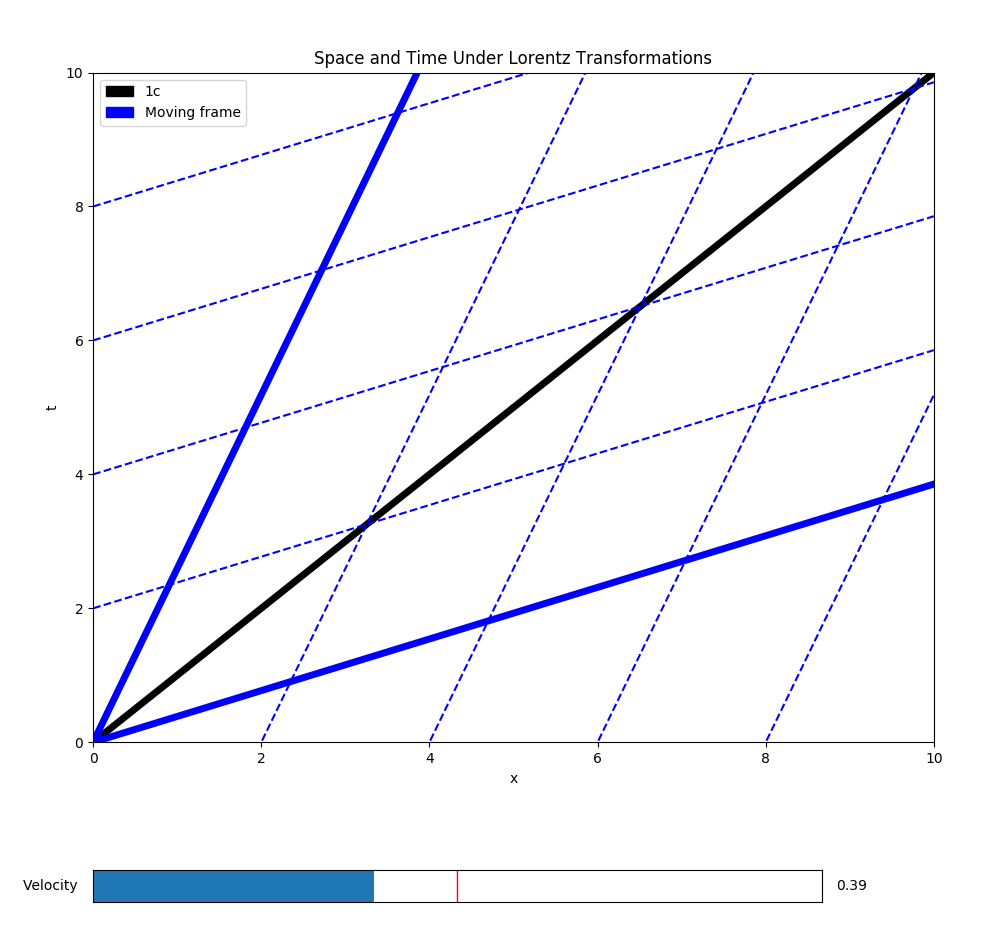 Space and Time Under Lorentz Transformations
10
8
6
4
2
0
t
1c
Moving frame
0 2 4 6 8 10
x
Velocity 0.39